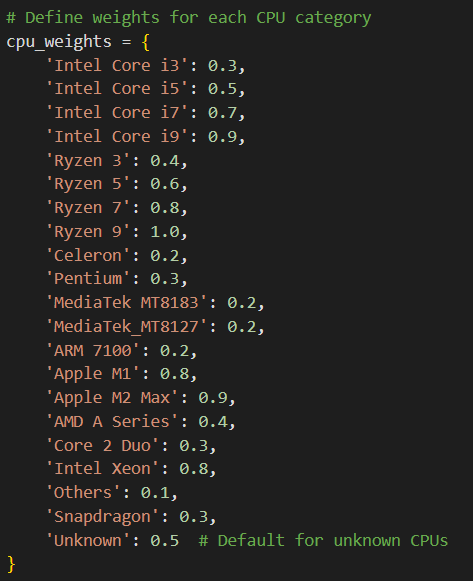 # Define weights for each CPU category
cpu_weights = {
    'Intel Core i3': 0.3,
    'Intel Core i5': 0.5,
    'Intel Core i7': 0.7,
    'Intel Core i9': 0.9,
    'Ryzen 3': 0.4,
    'Ryzen 5': 0.6,
    'Ryzen 7': 0.8,
    'Ryzen 9': 1.0,
    'Celeron': 0.2,
    'Pentium': 0.3,
    'MediaTek MT8183': 0.2,
    'MediaTek_MT8127': 0.2,
    'ARM 7100': 0.2,
    'Apple M1': 0.8,
    'Apple M2 Max': 0.9,
    'AMD A Series': 0.4,
    'Core 2 Duo': 0.3,
    'Intel Xeon': 0.8,
    'Others': 0.1,
    'Snapdragon': 0.3,
    'Unknown': 0.5  # Default for unknown CPUs
}